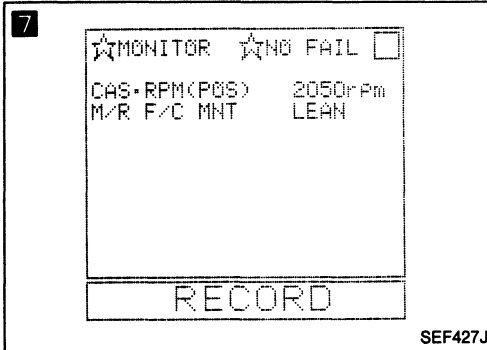 7
☆MONITOR ☆NO FAIL
CAS•RPM(POS) 2050rpm
M/R F/C MNT LEAN
RECORD
SEF427J